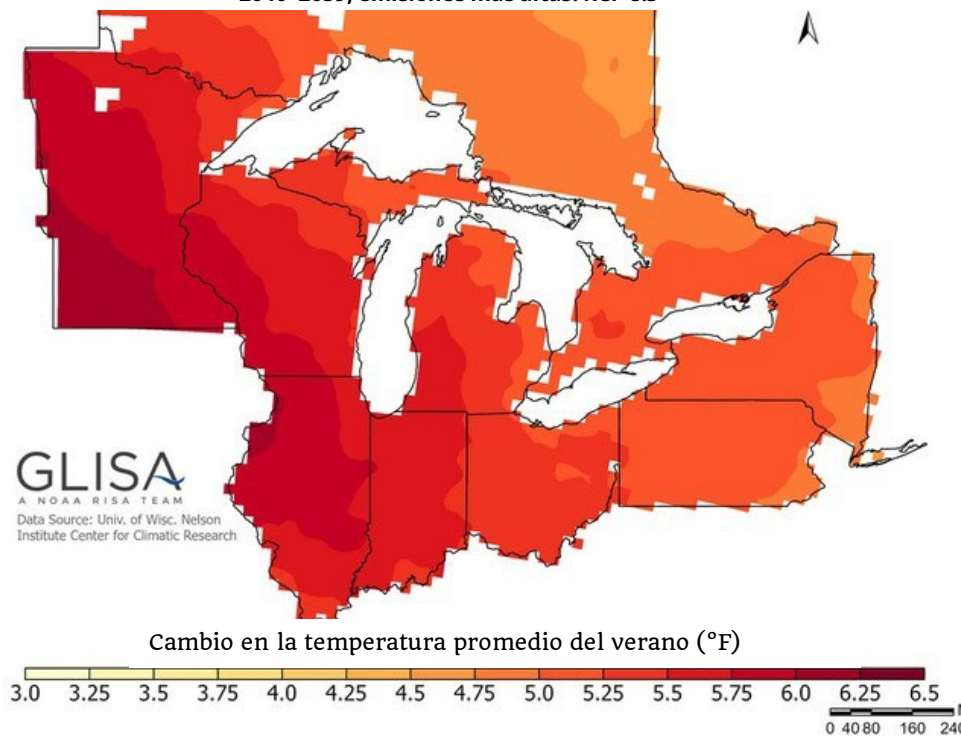 GLISA
A NOAA RISA TEAM
Data Source: Univ. of Wisc. Nelson
Institute Center for Climatic Research
Cambio en la temperatura promedio del verano (°F)
3.0 3.25 3.5 3.75 4.0 4.25 4.5 4.75 5.0 5.25 5.5 5.75 6.0 6.25 6.5
0 40 80 160 240